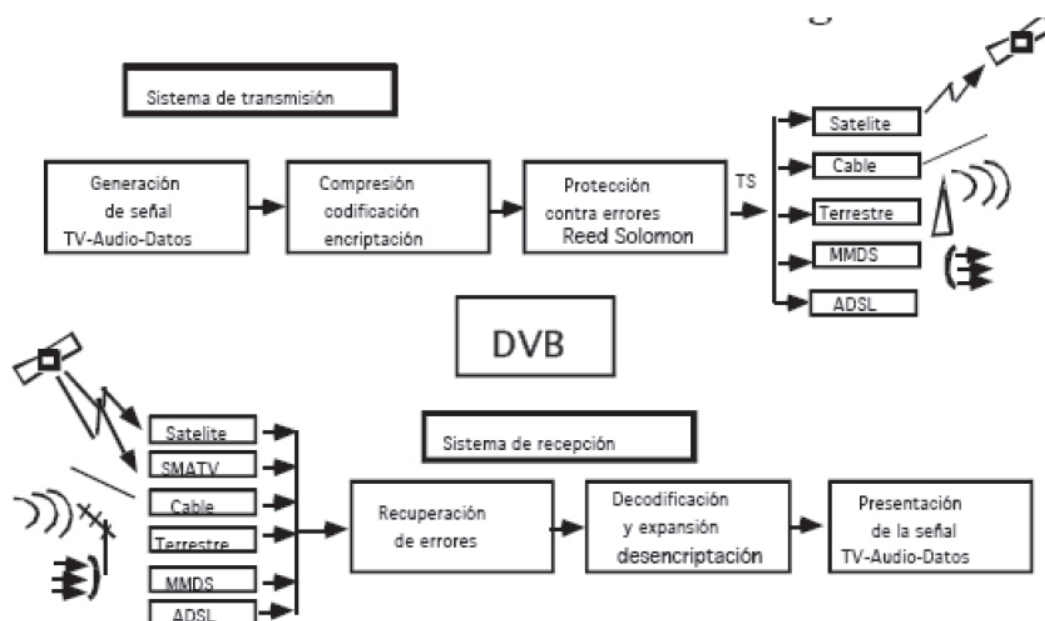 Sistema de transmisión
Generación
de señal
TV-Audio-Datos
Compresión
codificación
encriptación
Protección
contra errores
Reed Solomon
TS
Satelite
Cable
Terrestre
MMDS
ADSL
DVB
Sistema de recepción
Satelite
SMATV
Cable
Terrestre
MMDS
ADSL
Recuperación
de errores
Decodificación
y expansión
desencriptación
Presentación
de la señal
TV-Audio-Datos